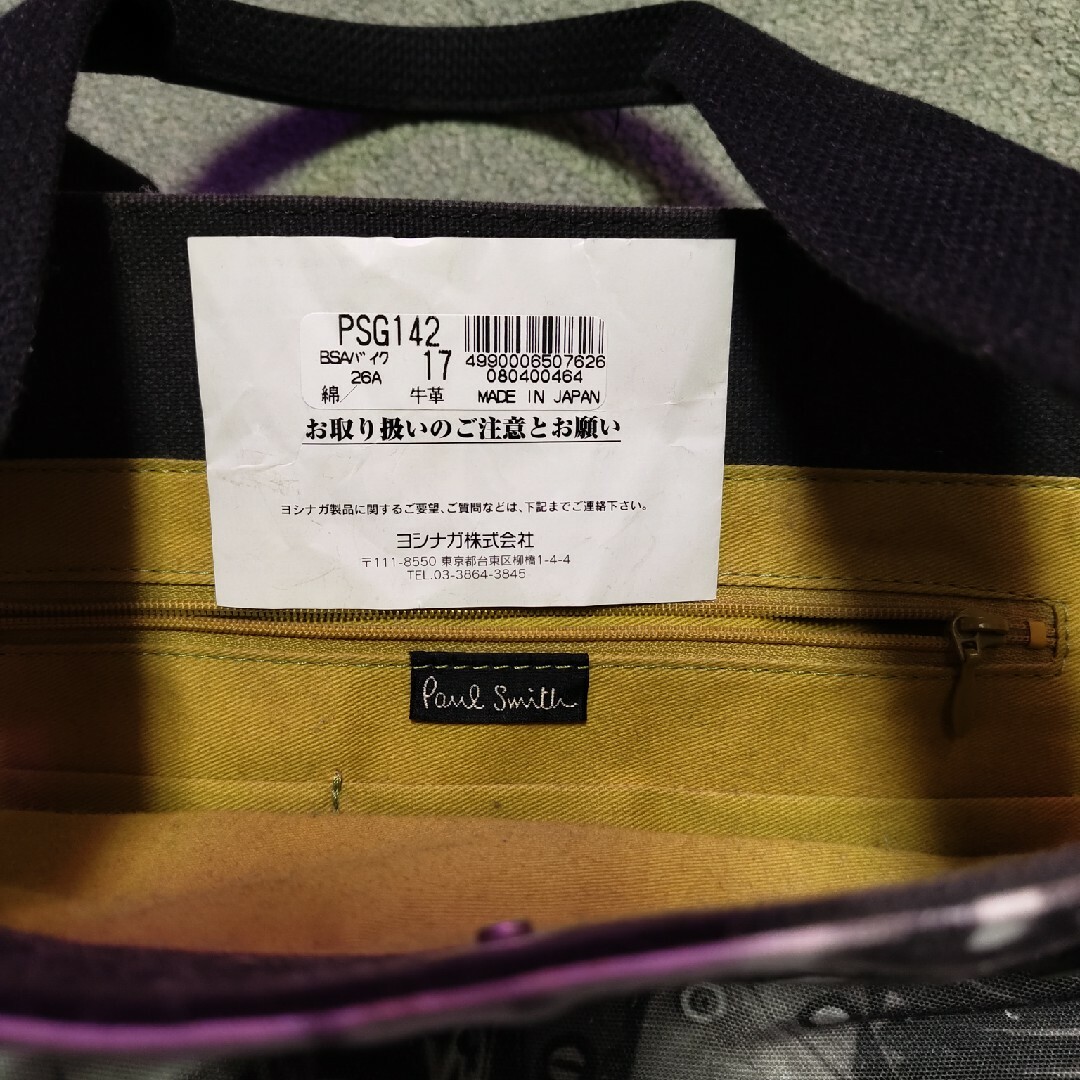 PSG142
BSAバイク 17 4990006507626
26A 080400464
綿 牛革 MADE IN JAPAN
お取り扱いのご注意とお願い
ヨシナガ製品に関するご要望、ご質問などは、下記までご連絡下さい。
ヨシナガ株式会社
〒111-8550 東京都台東区柳橋1-4-4
TEL.03-3864-3845
Paul Smith